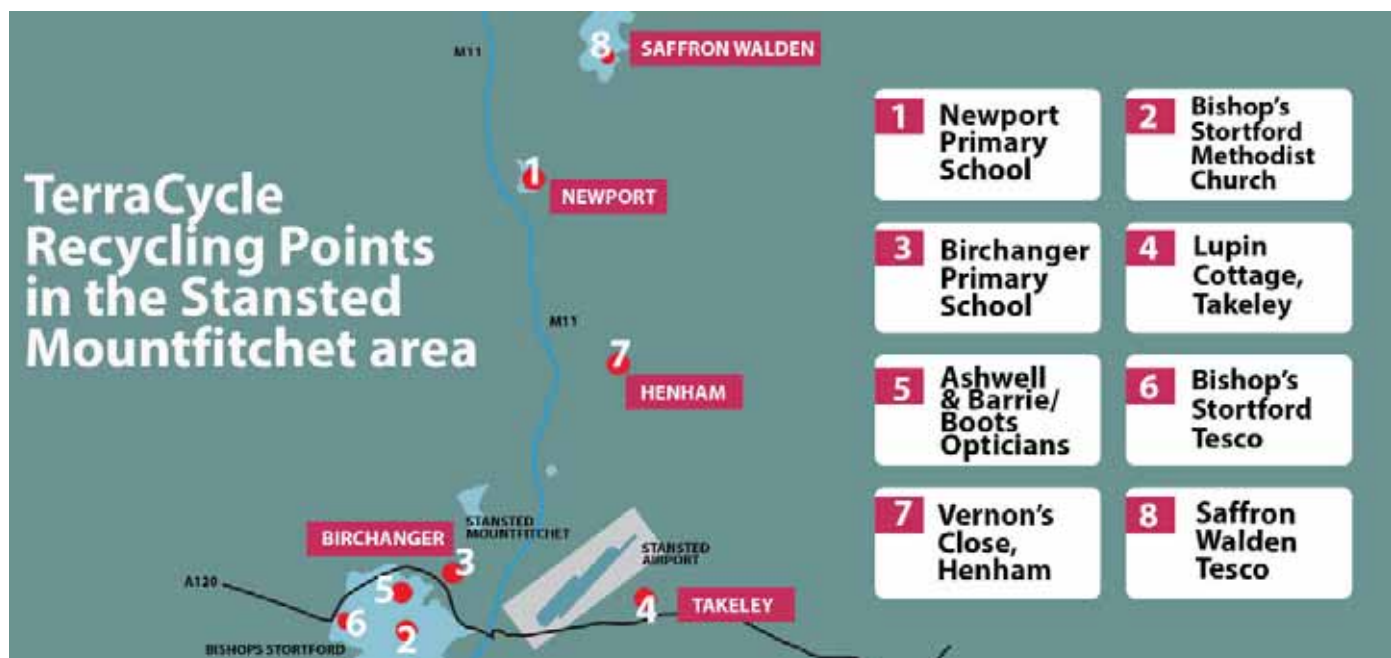 M11
8
SAFFRON WALDEN
1
NEWPORT
TerraCycle
Recycling Points
in the Stansted
Mountfitchet area
M11
7
HENHAM
STANSTED
MOUNTFITCHET
BIRCHANGER
3
STANSTED
AIRPORT
A120
5
4
TAKELEY
6
2
BISHOPS STORTFORD
1
Newport
Primary
School
2
Bishop's
Stortford
Methodist
Church
3
Birchanger
Primary
School
4
Lupin
Cottage,
Takeley
5
Ashwell
& Barrie/
Boots
Opticians
6
Bishop's
Stortford
Tesco
7
Vernon's
Close,
Henham
8
Saffron
Walden
Tesco